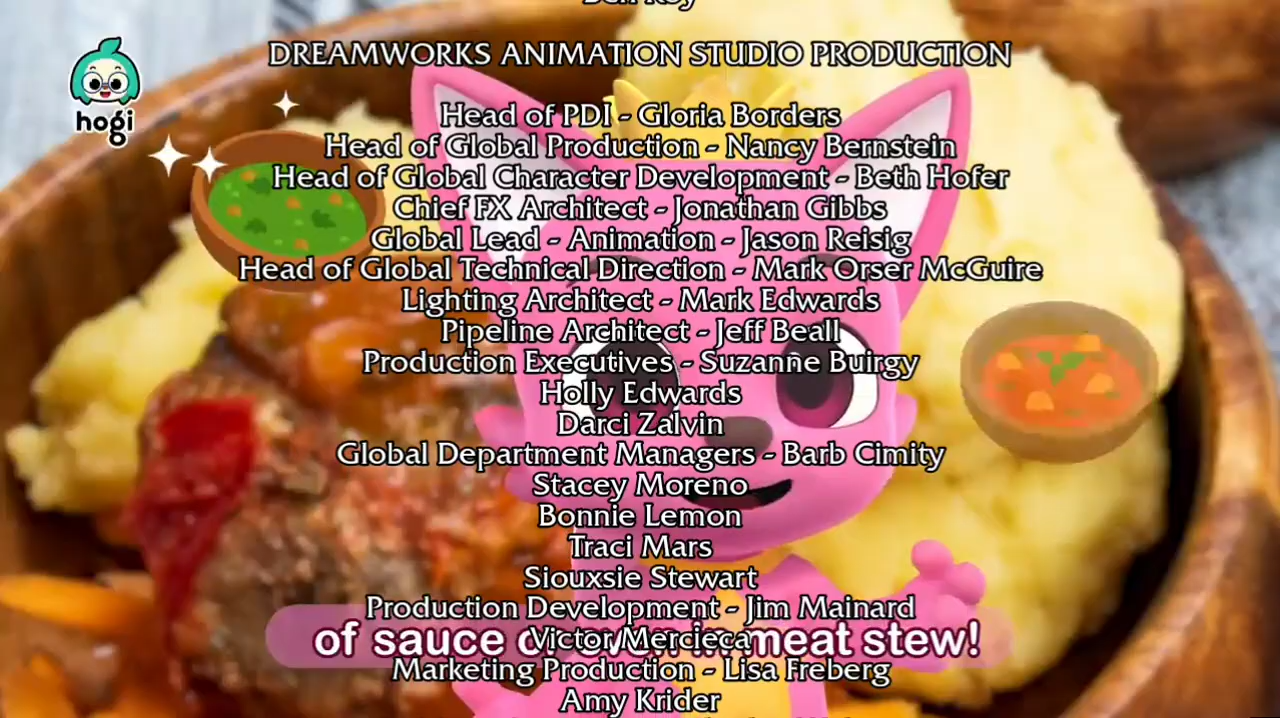 hogi
DREAMWORKS ANIMATION STUDIO PRODUCTION
Head of PDI - Gloria Borders
Head of Global Production - Nancy Bernstein
Head of Global Character Development - Beth Hofer
Chief FX Architect - Jonathan Gibbs
Global Lead - Animation - Jason Reisig
Head of Global Technical Direction - Mark Orser McGuire
Lighting Architect - Mark Edwards
Pipeline Architect - Jeff Beall
Production Executives - Suzanne Buirgy
Holly Edwards
Darci Zalvin
Global Department Managers - Barb Cimity
Stacey Moreno
Bonnie Lemon
Traci Mars
Siouxsie Stewart
Production Development - Jim Mainard
Victor Mercieca
of sauce meat stew!
Marketing Production - Lisa Freberg
Amy Krider